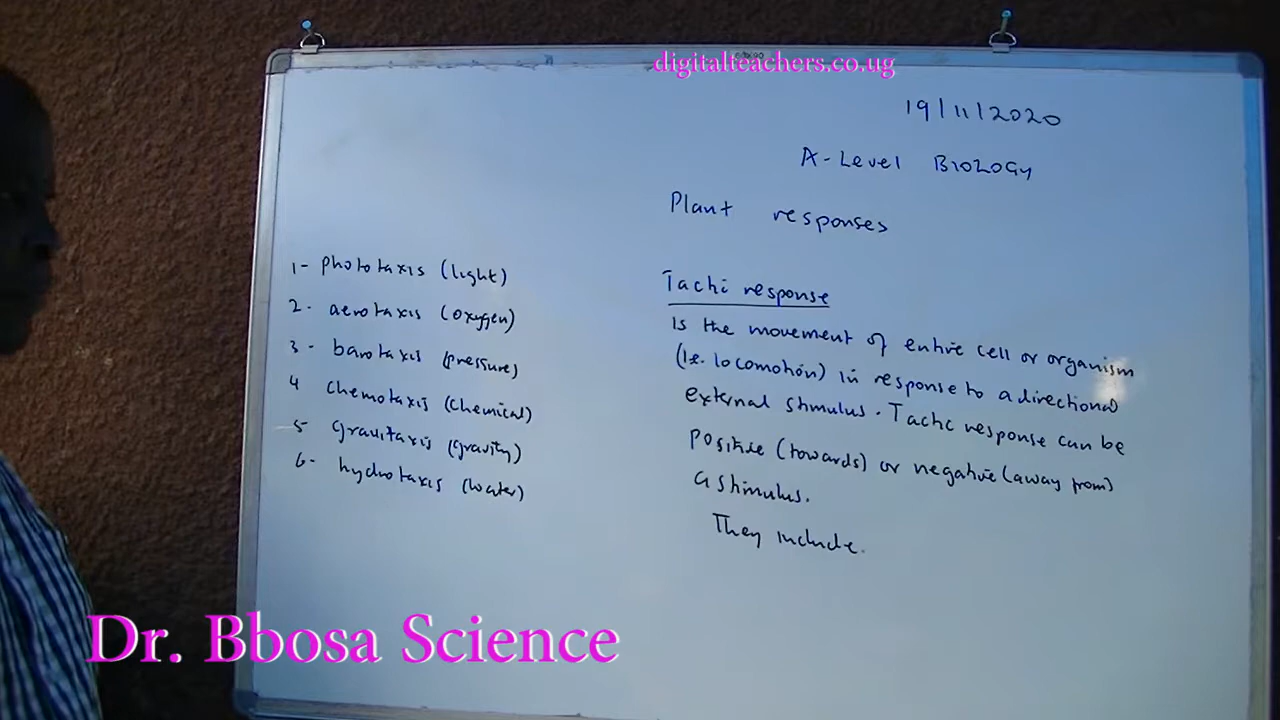 digitalteachers.co.ug
19/11/2020
A-Level BIOLOGY
Plant responses
Tachi response
Is the movement of entire cell or organism
(i.e. locomotion) in response to a directional
external stimulus. Tachc response can be
positive (towards) or negative (away from)
a stimulus.
They include.
1- phototaxis (light)
2- aerotaxis (oxygen)
3- barotaxis (pressure)
4 chemotaxis (chemical)
5- gravitaxis (gravity)
6- hydrotaxis (water)
Dr. Bbosa Science